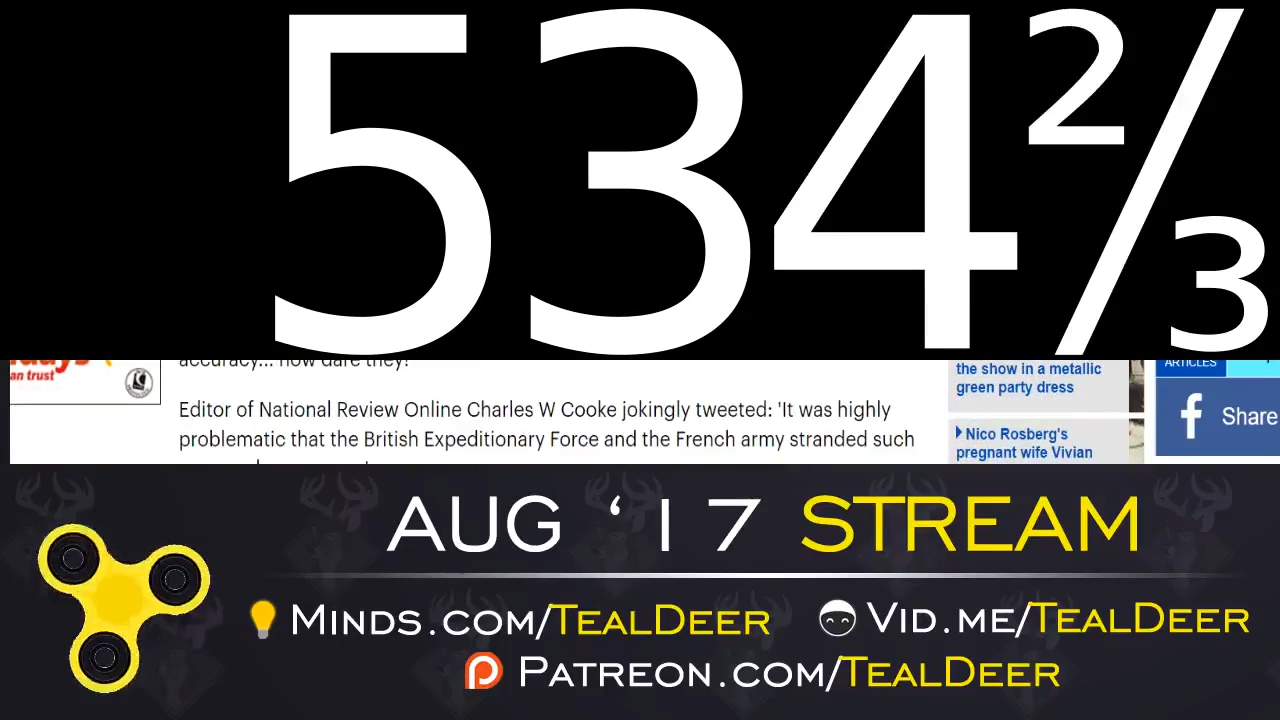 534⅔
accuracy... how dare they!
an trust
Editor of National Review Online Charles W Cooke jokingly tweeted: 'It was highly
problematic that the British Expeditionary Force and the French army stranded such
the show in a metallic
green party dress
Nico Rosberg's
pregnant wife Vivian
ARTICLES
Share
AUG ‘17 STREAM
MINDS.COM/TEALDEER
VID.ME/TEALDEER
PATREON.COM/TEALDEER